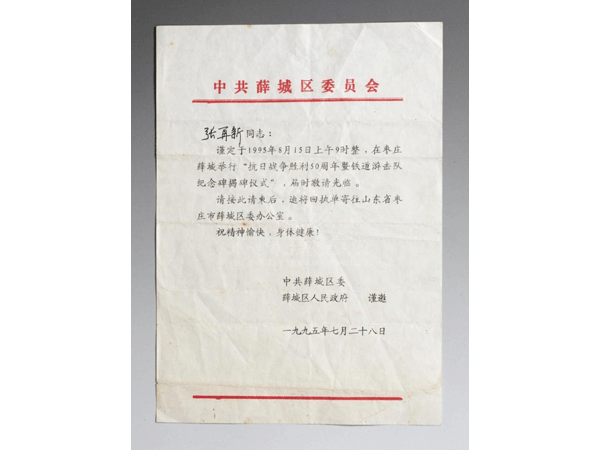 中共薛城区委员会
张再新同志：
谨定于1995年8月15日上午9时整，在枣庄
薛城举行“抗日战争胜利50周年暨铁道游击队
纪念碑揭碑仪式”，届时敬请光临。
请接此请柬后，迅将回执单寄往山东省枣
庄市薛城区委办公室。
祝精神愉快，身体健康！
中共薛城区委
薛城区人民政府 谨邀
一九九五年七月二十八日